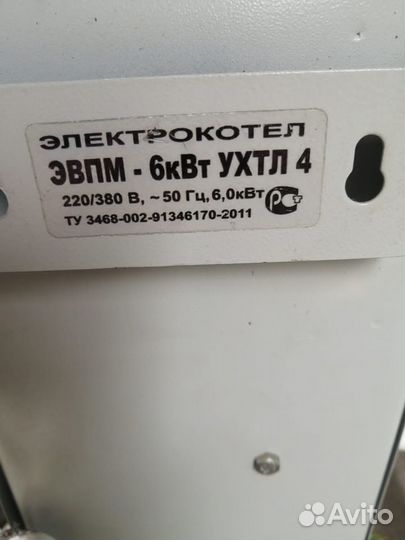 ЭЛЕКТРОКОТЕЛ
ЭВПМ - 6кВт УХТЛ 4
220/380 В, ~ 50 Гц, 6,0кВт
ТУ 3468-002-91346170-2011
Avito